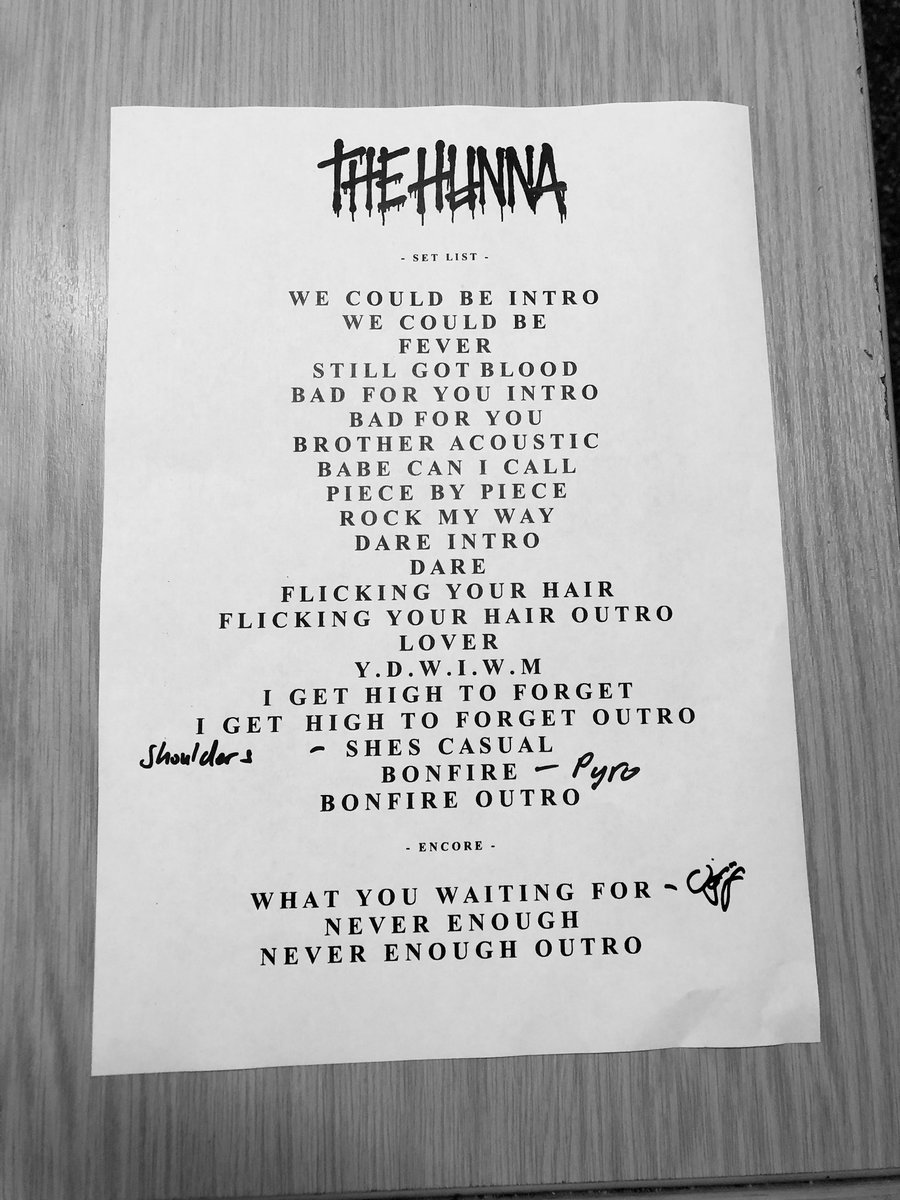 THE HUNNA
- SET LIST -
WE COULD BE INTRO
WE COULD BE
FEVER
STILL GOT BLOOD
BAD FOR YOU INTRO
BAD FOR YOU
BROTHER ACOUSTIC
BABE CAN I CALL
PIECE BY PIECE
ROCK MY WAY
DARE INTRO
DARE
FLICKING YOUR HAIR
FLICKING YOUR HAIR OUTRO
LOVER
Y.D.W.I.W.M
I GET HIGH TO FORGET
I GET HIGH TO FORGET OUTRO
Shoulders - SHES CASUAL
BONFIRE - Pyro
BONFIRE OUTRO
- ENCORE -
WHAT YOU WAITING FOR -
NEVER ENOUGH
NEVER ENOUGH OUTRO